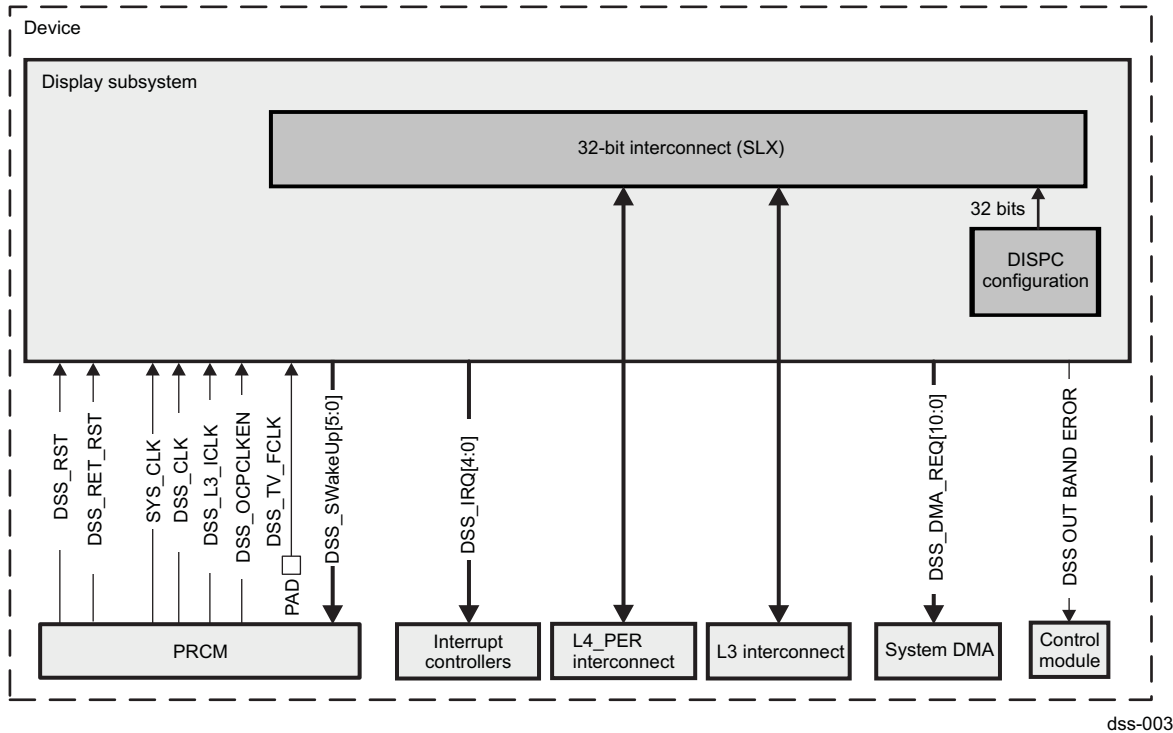 Device
Display subsystem
32-bit interconnect (SLX)
32 bits
DISPC
configuration
DSS_RST
DSS_RET_RST
SYS_CLK
DSS_CLK
DSS_L3_ICLK
DSS_OCPCLKEN
DSS_TV_FCLK
PAD
DSS_SWakeUp[5:0]
DSS_IRQ[4:0]
DSS_DMA_REQ[10:0]
DSS OUT BAND EROR
PRCM
Interrupt
controllers
L4_PER
interconnect
L3 interconnect
System DMA
Control
module
dss-003